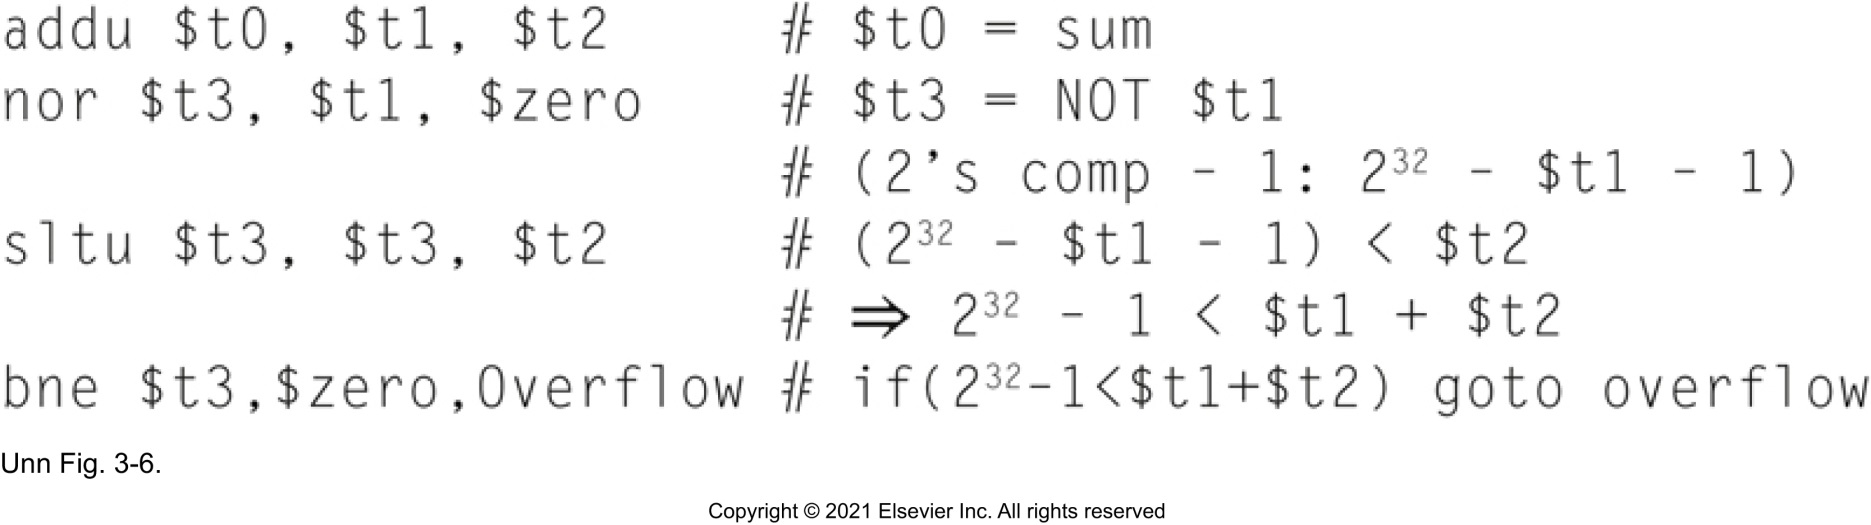 addu $t0, $t1, $t2 # $t0 = sum
nor $t3, $t1, $zero # $t3 = NOT $t1
# (2’s comp – 1: 2³² – $t1 – 1)
sltu $t3, $t3, $t2 # (2³² – $t1 – 1) < $t2
# ⇒ 2³² – 1 < $t1 + $t2
bne $t3,$zero,Overflow # if(2³²–1<$t1+$t2) goto overflow
Unn Fig. 3-6.
Copyright © 2021 Elsevier Inc. All rights reserved